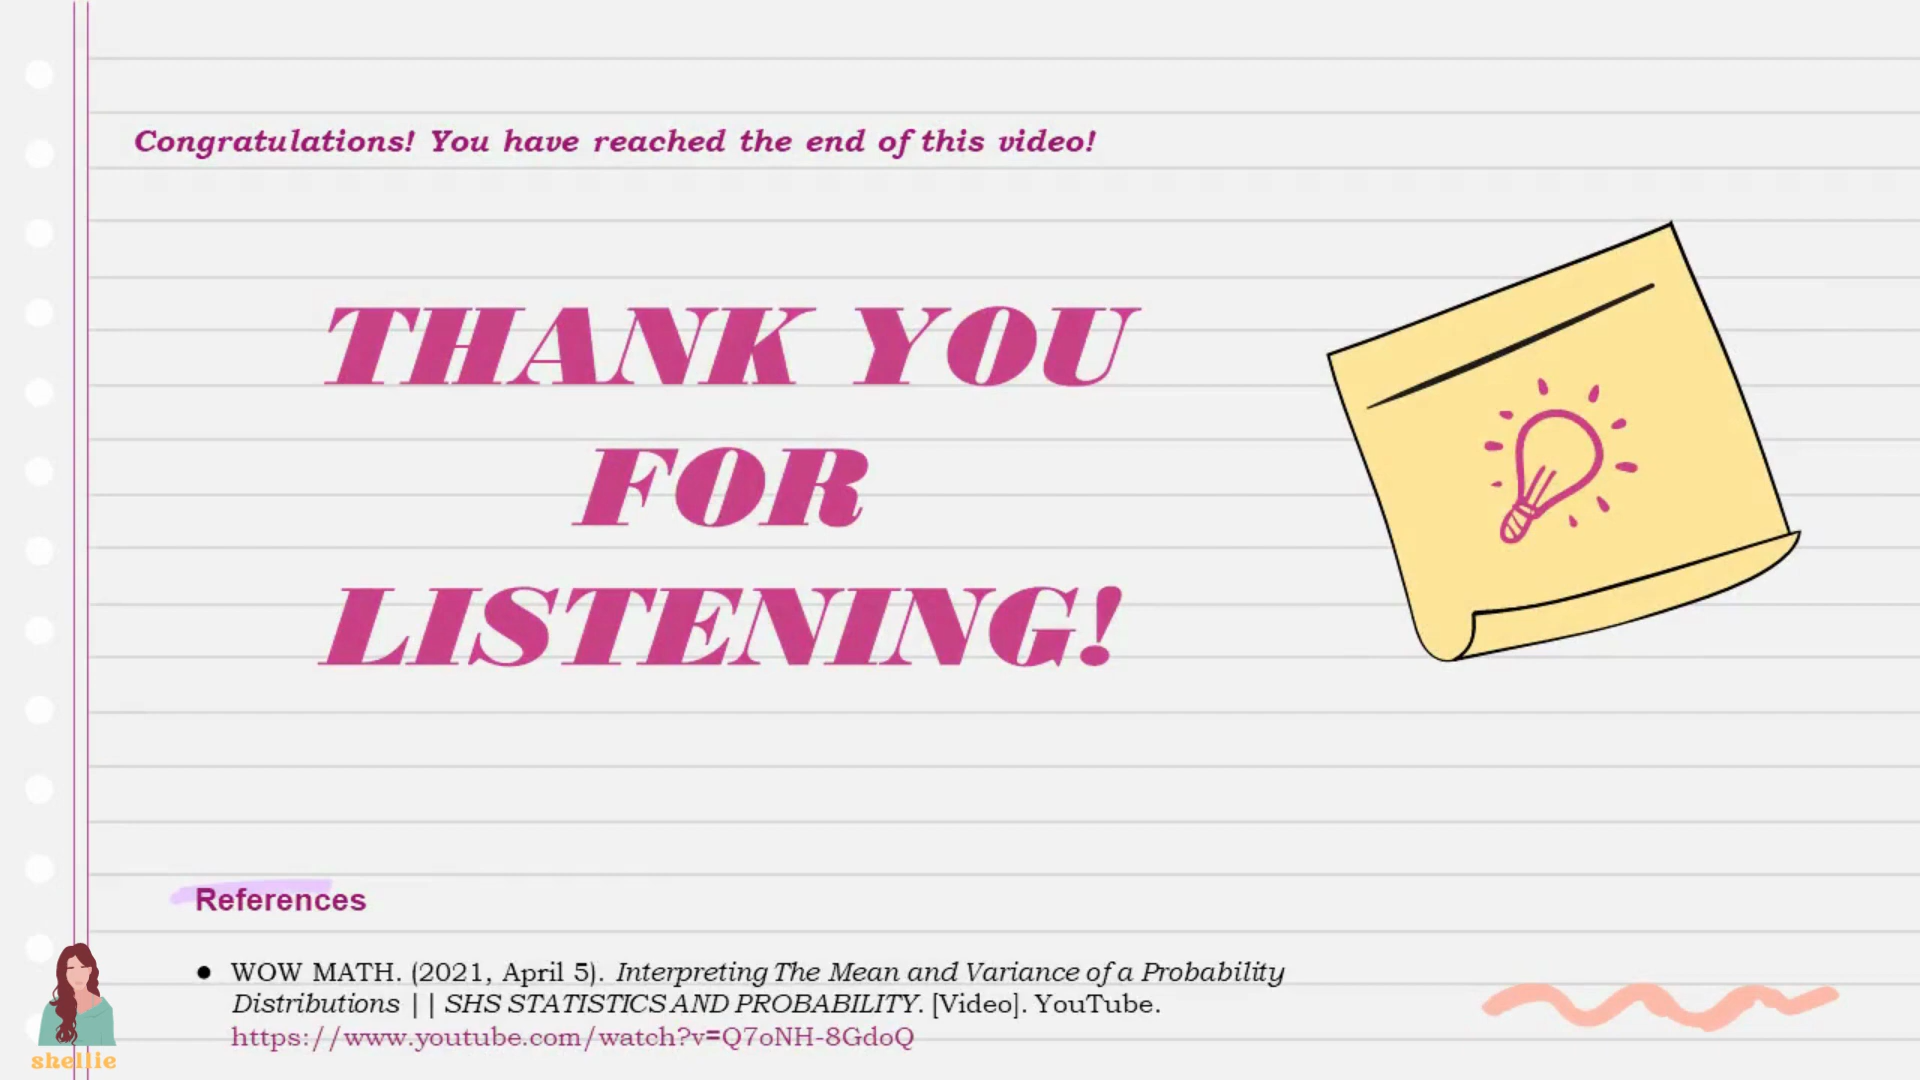 Congratulations! You have reached the end of this video!
THANK YOU
FOR
LISTENING!
References
● WOW MATH. (2021, April 5). Interpreting The Mean and Variance of a Probability
Distributions || SHS STATISTICS AND PROBABILITY. [Video]. YouTube.
https://www.youtube.com/watch?v=Q7oNH-8GdoQ
shellie